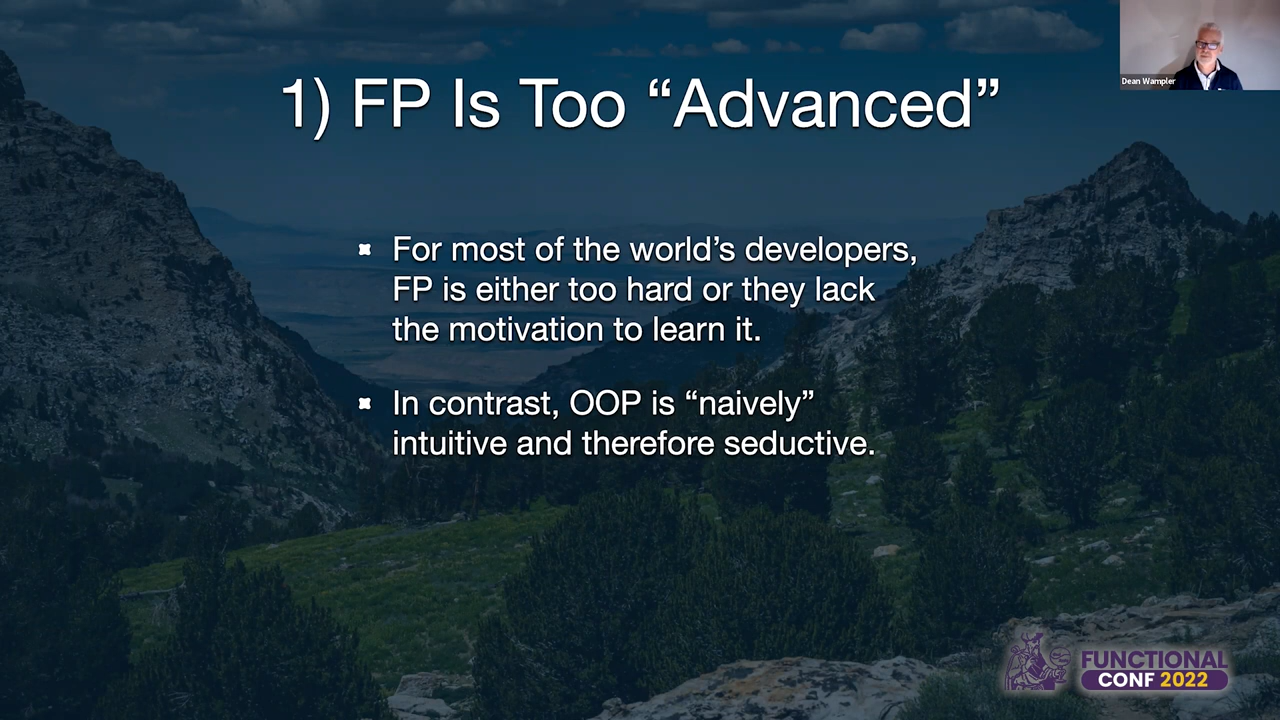 Dean Wampler
1) FP Is Too “Advanced”
For most of the world’s developers,
FP is either too hard or they lack
the motivation to learn it.
In contrast, OOP is “naively”
intuitive and therefore seductive.
FUNCTIONAL
CONF 2022